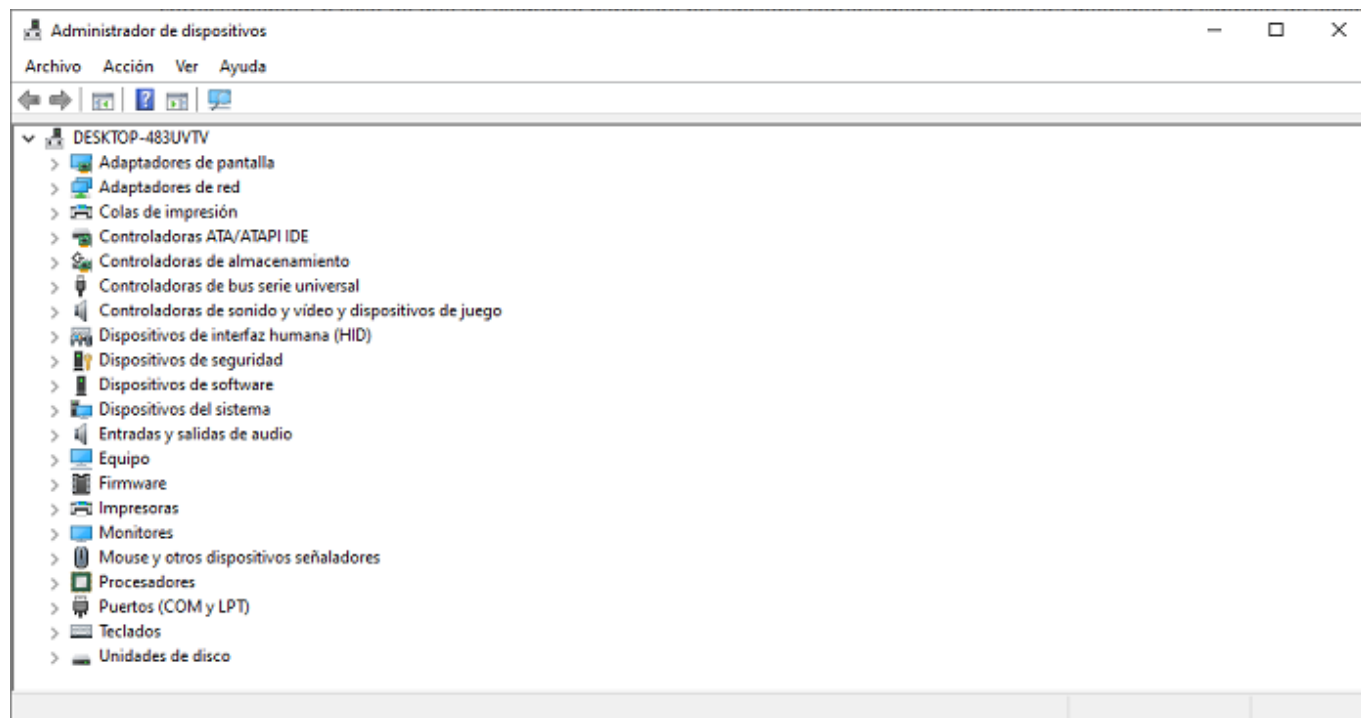 Administrador de dispositivos
Archivo Acción Ver Ayuda
DESKTOP-483UVTV
Adaptadores de pantalla
Adaptadores de red
Colas de impresión
Controladoras ATA/ATAPI IDE
Controladoras de almacenamiento
Controladoras de bus serie universal
Controladoras de sonido y vídeo y dispositivos de juego
Dispositivos de interfaz humana (HID)
Dispositivos de seguridad
Dispositivos de software
Dispositivos del sistema
Entradas y salidas de audio
Equipo
Firmware
Impresoras
Monitores
Mouse y otros dispositivos señaladores
Procesadores
Puertos (COM y LPT)
Teclados
Unidades de disco